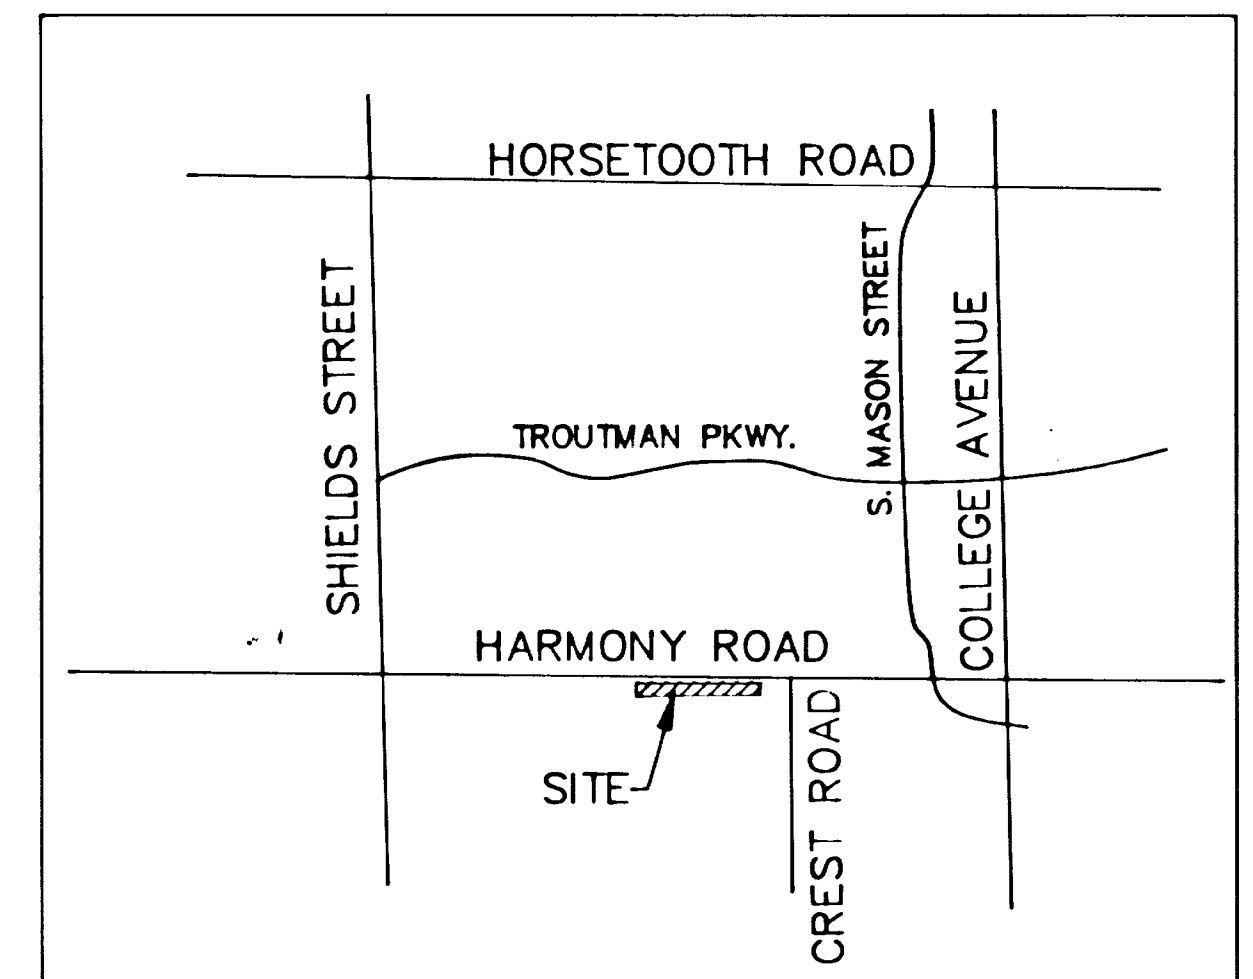 HORSETOOTH ROAD
S. MASON STREET
SHIELDS STREET
COLLEGE AVENUE
TROUTMAN PKWY.
HARMONY ROAD
SITE
CREST ROAD